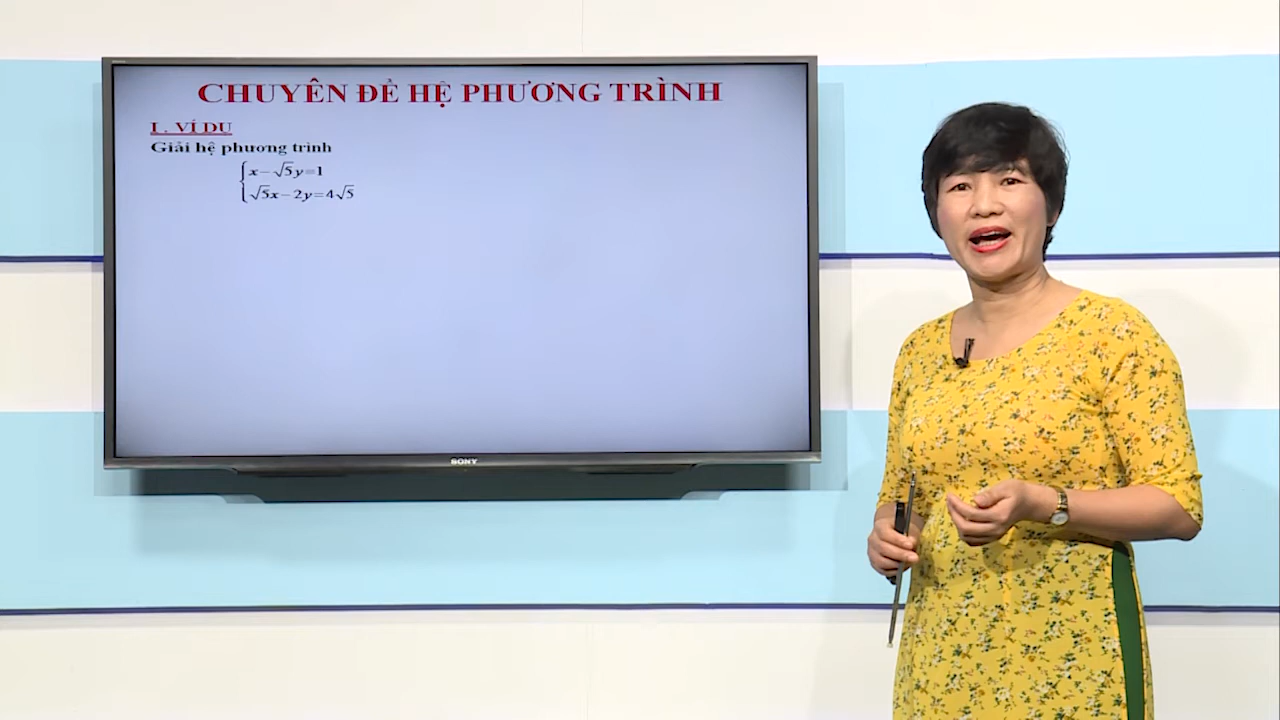 CHUYÊN ĐỀ HỆ PHƯƠNG TRÌNH
I . VÍ DỤ
Giải hệ phương trình
x − √5y = 1
√5x − 2y = 4√5
SONY